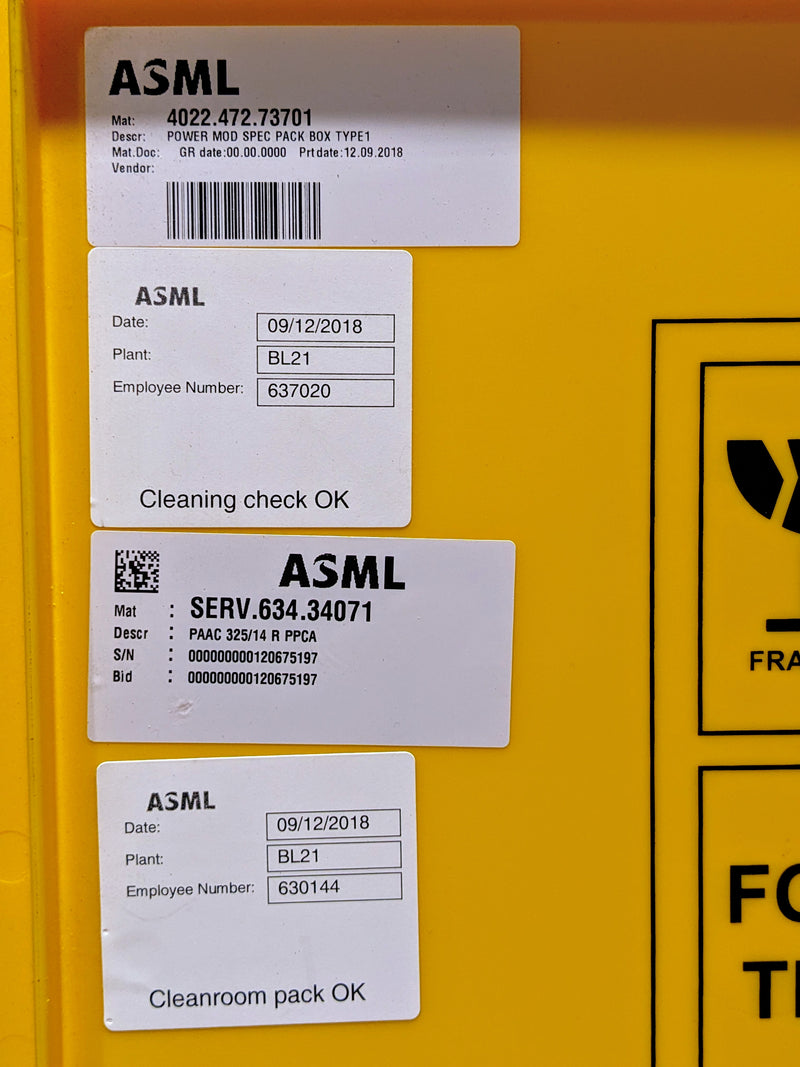 ASML
Mat: 4022.472.73701
Descr: POWER MOD SPEC PACK BOX TYPE1
Mat.Doc: GR date:00.00.0000 Prt date:12.09.2018
Vendor:
ASML
Date: 09/12/2018
Plant: BL21
Employee Number: 637020
Cleaning check OK
ASML
Mat : SERV.634.34071
Descr : PAAC 325/14 R PPCA
S/N : 000000000120675197
Bid : 000000000120675197
ASML
Date: 09/12/2018
Plant: BL21
Employee Number: 630144
Cleanroom pack OK